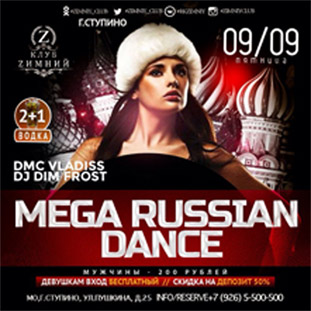 Г.СТУПИНО
Z
КЛУБ
ZИМНИЙ
09/09
ПЯТНИЦА
2+1
ВОДКА
DMC VLADISS
DJ DIM FROST
MEGA RUSSIAN
DANCE
МУЖЧИНЫ - 200 РУБЛЕЙ
ДЕВУШКАМ ВХОД БЕСПЛАТНЫЙ // СКИДКА НА ДЕПОЗИТ 50%
МО,Г.СТУПИНО, УЛ.ПУШКИНА, Д.25 INFO/RESERVE+7 (926) 5-500-500